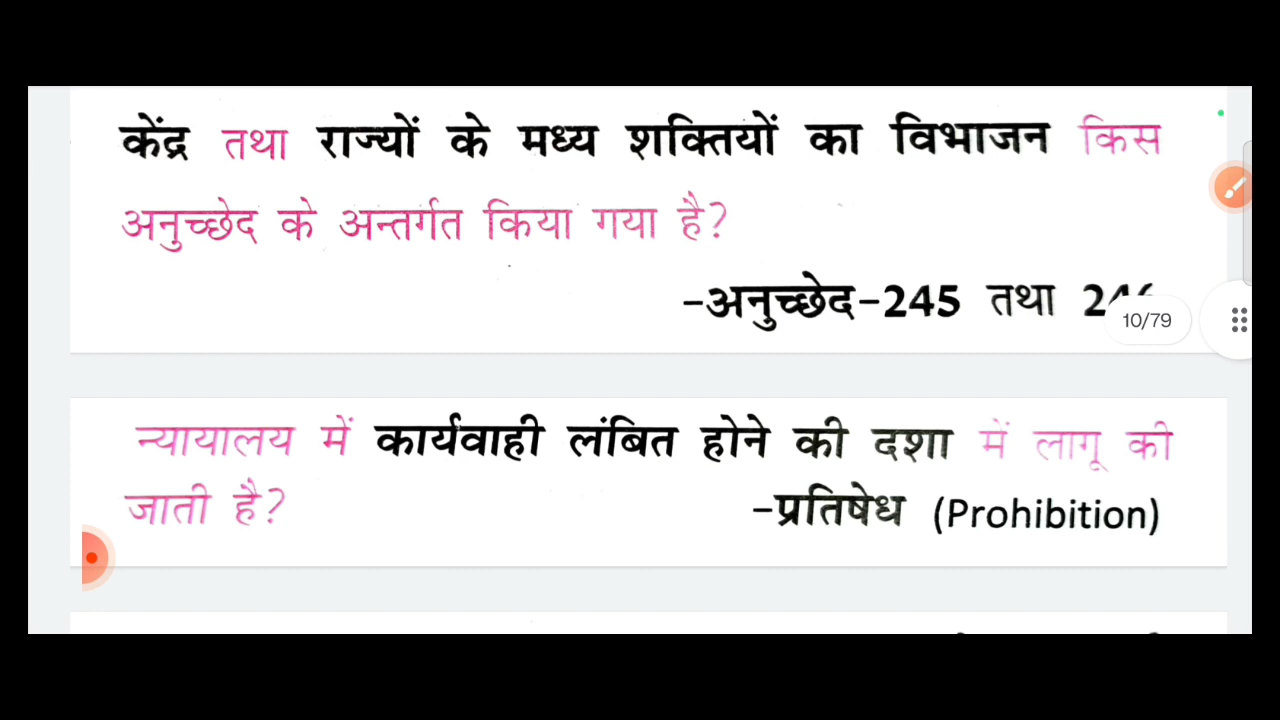 केंद्र तथा राज्यों के मध्य शक्तियों का विभाजन किस
अनुच्छेद के अन्तर्गत किया गया है?
-अनुच्छेद-245 तथा
10/79
न्यायालय में कार्यवाही लंबित होने की दशा में लागू की
जाती है?
-प्रतिषेध (Prohibition)